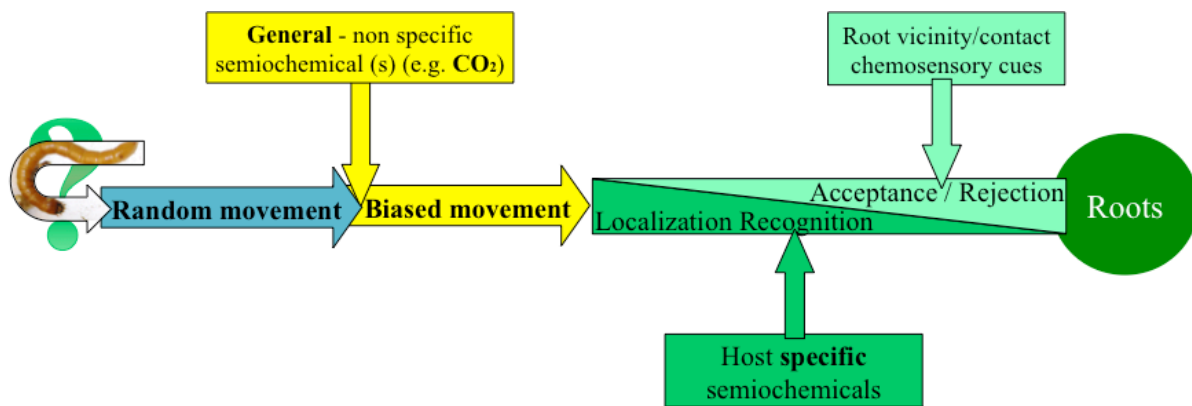 General - non specific
semiochemical (s) (e.g. CO₂)
Root vicinity/contact
chemosensory cues
?
Random movement
Biased movement
Acceptance / Rejection
Localization Recognition
Roots
Host specific
semiochemicals